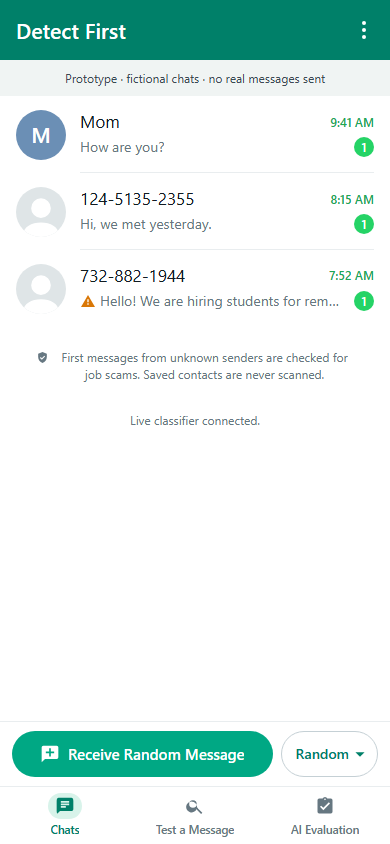 Detect First
Prototype · fictional chats · no real messages sent
M
Mom
9:41 AM
How are you?
1
124-5135-2355
8:15 AM
Hi, we met yesterday.
1
732-882-1944
7:52 AM
Hello! We are hiring students for rem...
1
First messages from unknown senders are checked for
job scams. Saved contacts are never scanned.
Live classifier connected.
Receive Random Message
Random
Chats
Test a Message
AI Evaluation